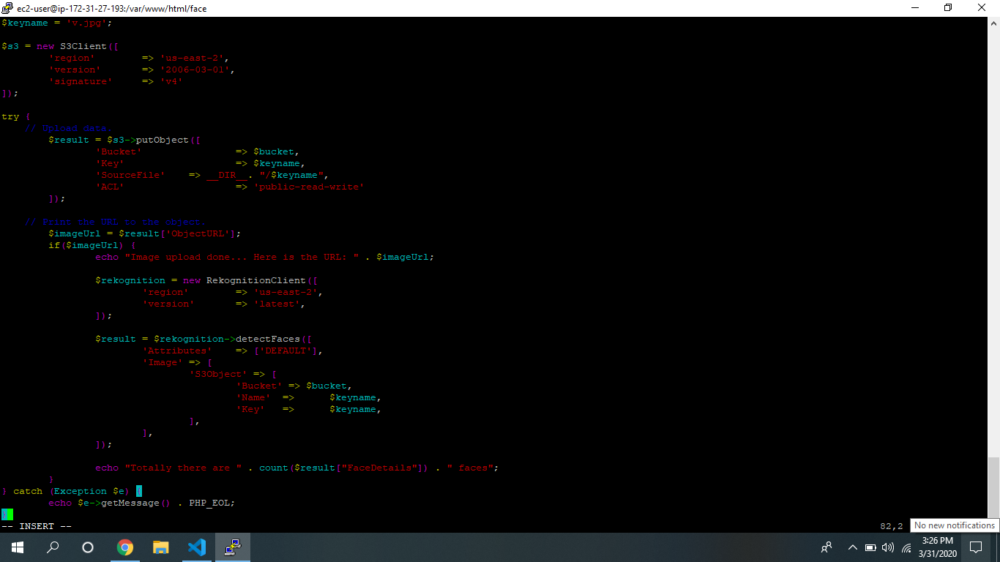 ec2-user@ip-172-31-27-193:/var/www/html/face
$keyname = 'v.jpg';
$s3 = new S3Client([
'region' => 'us-east-2',
'version' => '2006-03-01',
'signature' => 'v4'
]);
try {
// Upload data.
$result = $s3->putObject([
'Bucket' => $bucket,
'Key' => $keyname,
'SourceFile' => __DIR__. "/$keyname",
'ACL' => 'public-read-write'
]);
// Print the URL to the object.
$imageUrl = $result['ObjectURL'];
if($imageUrl) {
echo "Image upload done... Here is the URL: " . $imageUrl;
$rekognition = new RekognitionClient([
'region' => 'us-east-2',
'version' => 'latest',
]);
$result = $rekognition->detectFaces([
'Attributes' => ['DEFAULT'],
'Image' => [
'S3Object' => [
'Bucket' => $bucket,
'Name' => $keyname,
'Key' => $keyname,
],
],
]);
echo "Totally there are " . count($result["FaceDetails"]) . " faces";
}
} catch (Exception $e) {
echo $e->getMessage() . PHP_EOL;
}
-- INSERT -- 82,2
No new notifications
3:26 PM
3/31/2020